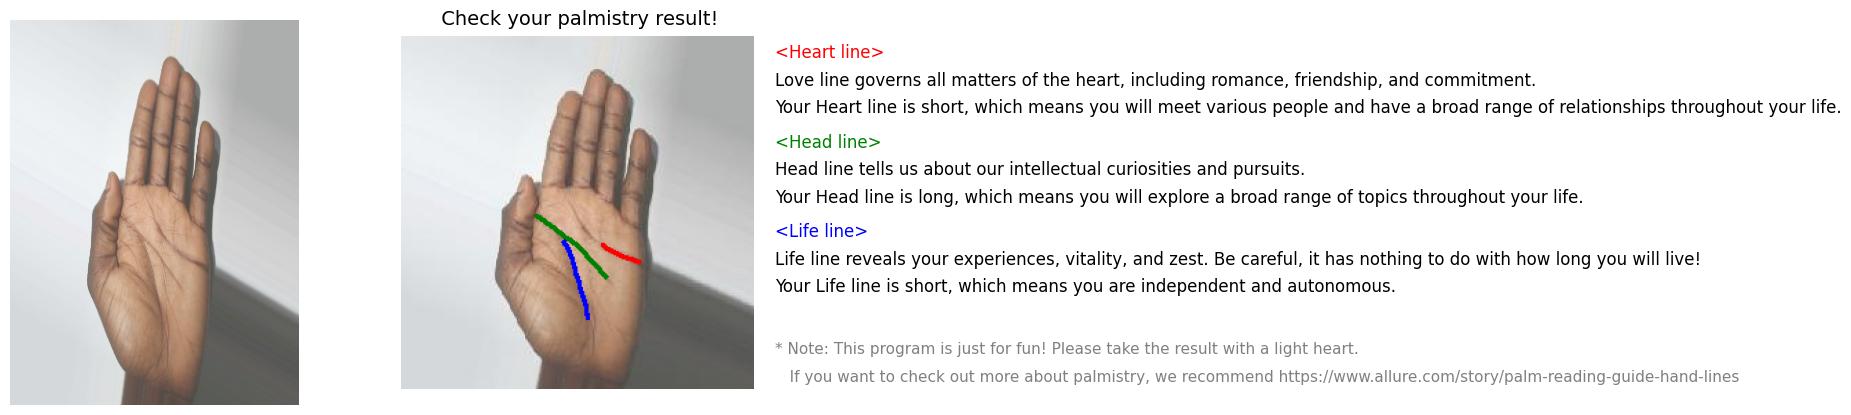 Check your palmistry result!
<Heart line>
Love line governs all matters of the heart, including romance, friendship, and commitment.
Your Heart line is short, which means you will meet various people and have a broad range of relationships throughout your life.
<Head line>
Head line tells us about our intellectual curiosities and pursuits.
Your Head line is long, which means you will explore a broad range of topics throughout your life.
<Life line>
Life line reveals your experiences, vitality, and zest. Be careful, it has nothing to do with how long you will live!
Your Life line is short, which means you are independent and autonomous.
* Note: This program is just for fun! Please take the result with a light heart.
If you want to check out more about palmistry, we recommend https://www.allure.com/story/palm-reading-guide-hand-lines